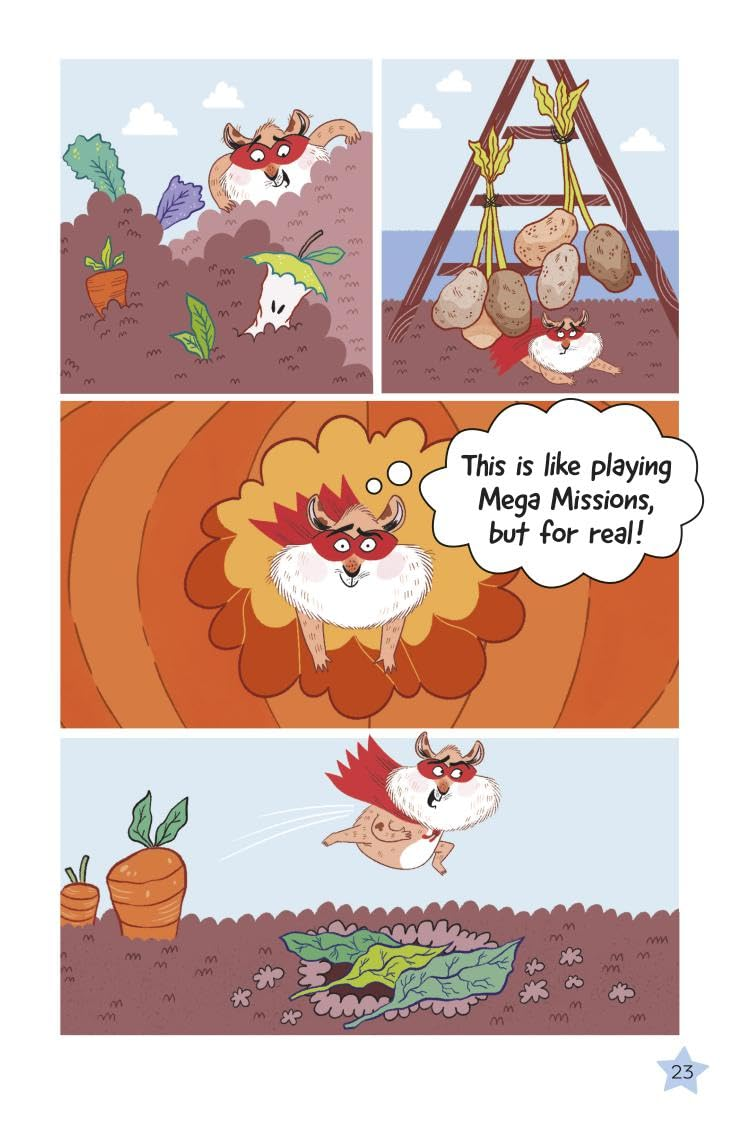 This is like playing
Mega Missions,
but for real!
23